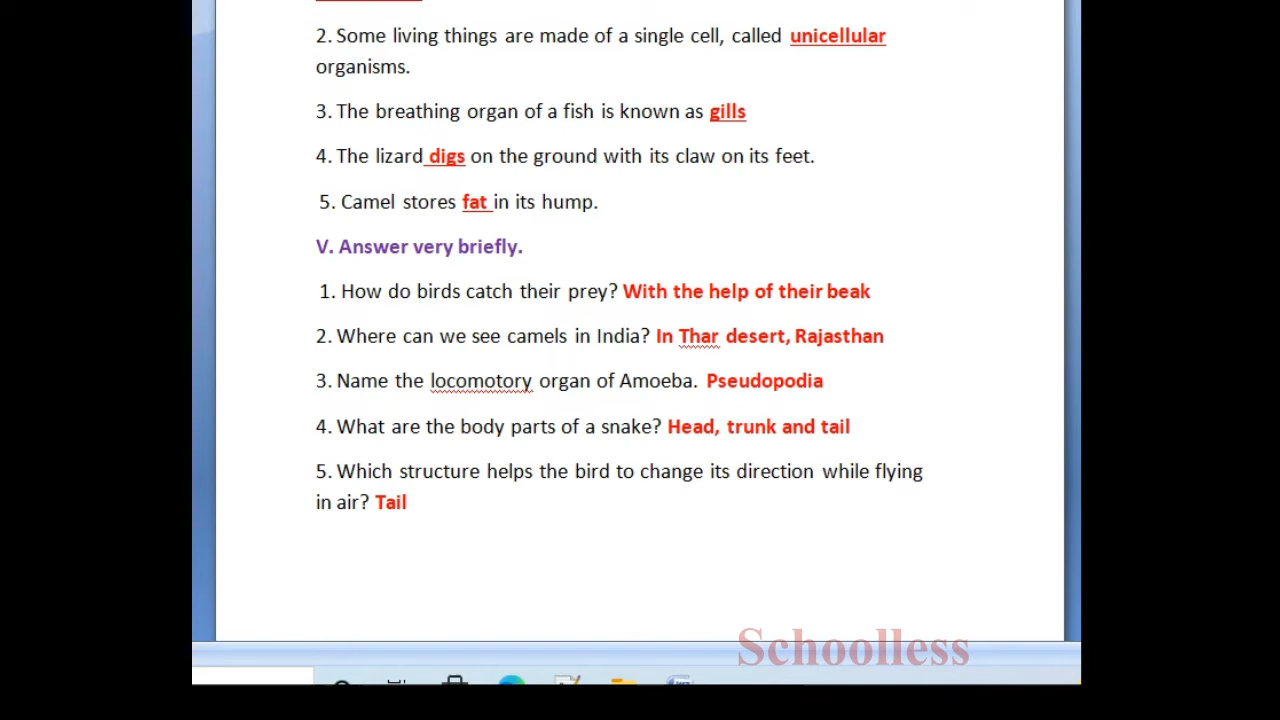 2. Some living things are made of a single cell, called unicellular
organisms.
3. The breathing organ of a fish is known as gills
4. The lizard digs on the ground with its claw on its feet.
5. Camel stores fat in its hump.
V. Answer very briefly.
1. How do birds catch their prey? With the help of their beak
2. Where can we see camels in India? In Thar desert, Rajasthan
3. Name the locomotory organ of Amoeba. Pseudopodia
4. What are the body parts of a snake? Head, trunk and tail
5. Which structure helps the bird to change its direction while flying
in air? Tail
Schoolless